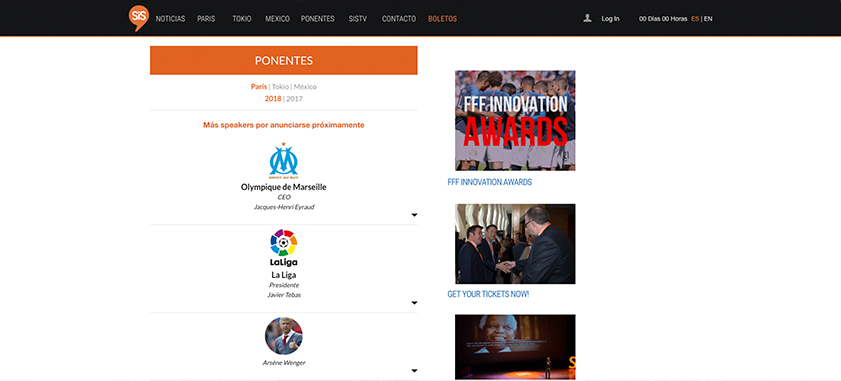 SiS
NOTICIAS PARIS TOKIO MEXICO PONENTES SISTV CONTACTO BOLETOS
Log In
00 Dias 00 Horas ES | EN
PONENTES
Paris | Tokio | Mexico
2018 | 2017
Más speakers por anunciarse próximamente
DROIT AU BUT
Olympique de Marseille
CEO
Jacques-Henri Eyraud
LaLiga
La Liga
Presidente
Javier Tebas
Arsène Wenger
FFF INNOVATION
AWARDS
FFF INNOVATION AWARDS
GET YOUR TICKETS NOW!